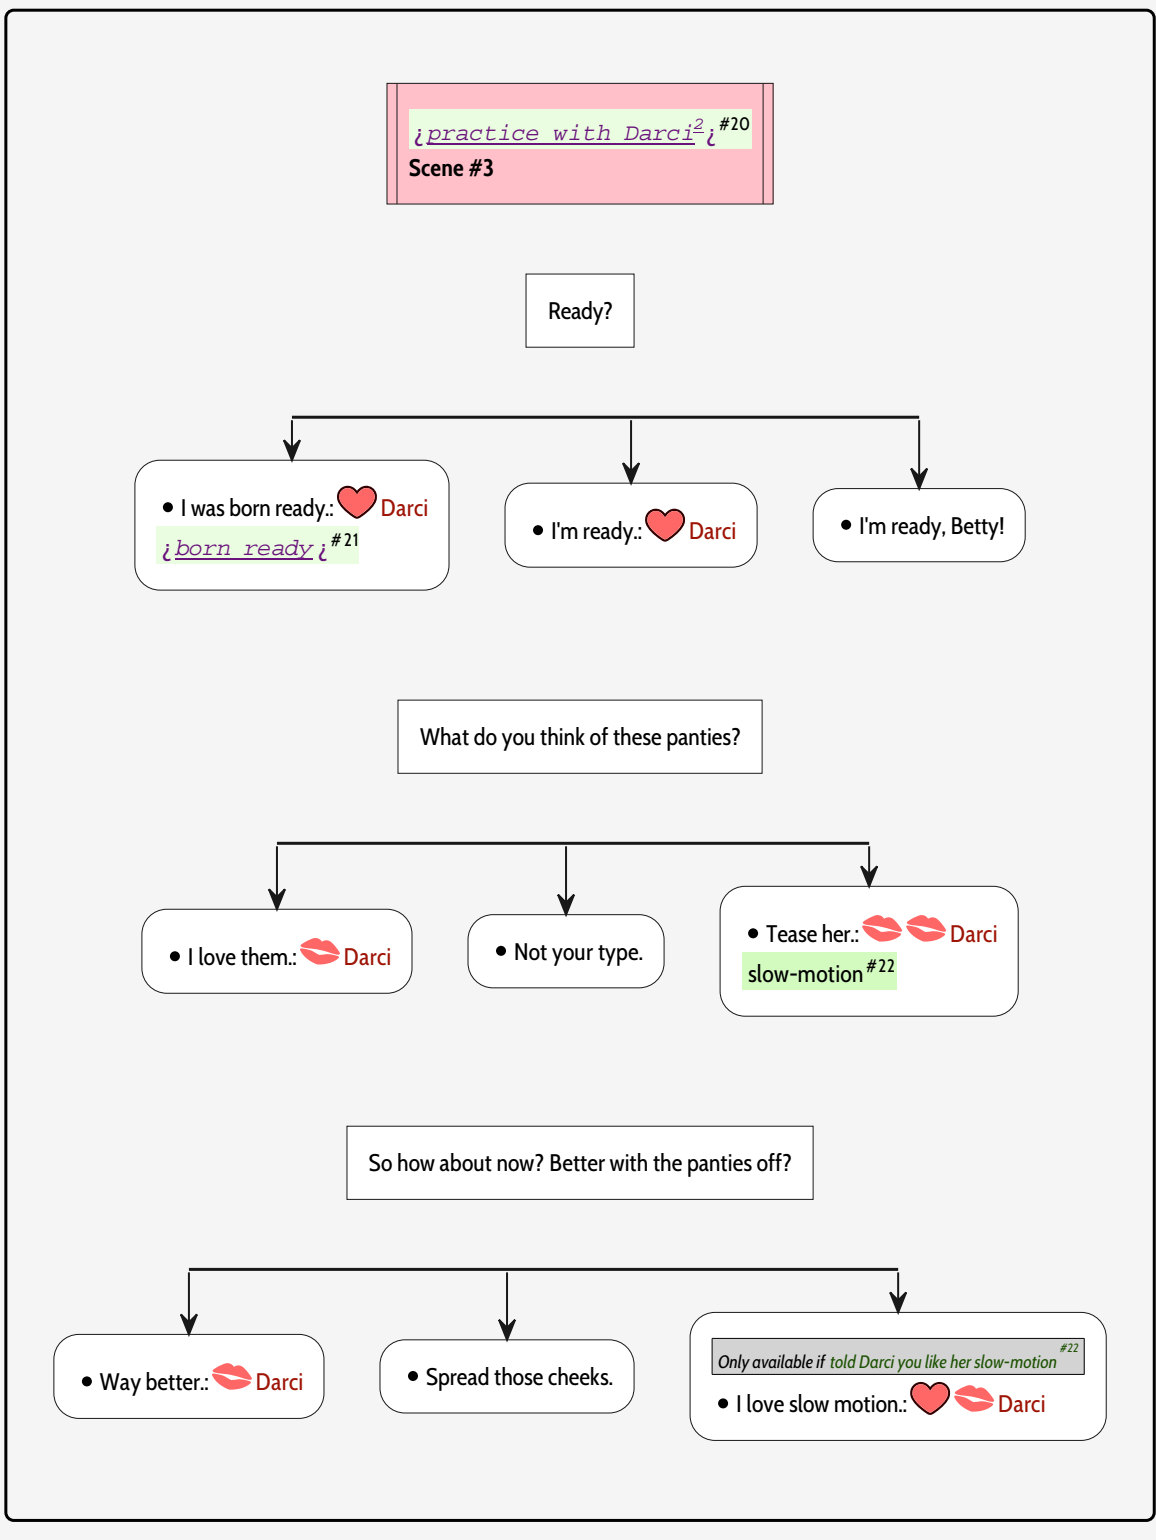 ¿practice with Darci²¿#20
Scene #3
Ready?
• I was born ready.: Darci
¿born ready¿#21
• I'm ready.: Darci
• I'm ready, Betty!
What do you think of these panties?
• I love them.: Darci
• Not your type.
• Tease her.: Darci
slow-motion#22
So how about now? Better with the panties off?
• Way better.: Darci
• Spread those cheeks.
Only available if told Darci you like her slow-motion #22
• I love slow motion.: Darci